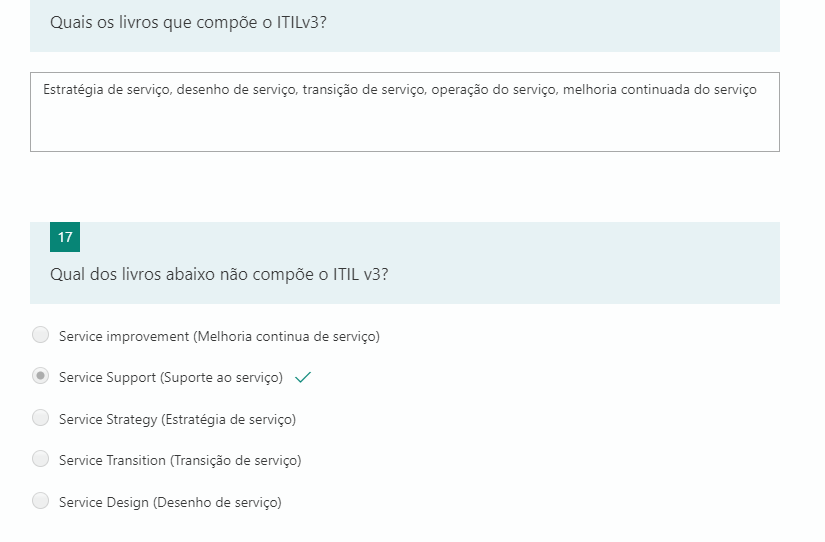 Quais os livros que compõe o ITILv3?
Estratégia de serviço, desenho de serviço, transição de serviço, operação do serviço, melhoria continuada do serviço
17
Qual dos livros abaixo não compõe o ITIL v3?
Service improvement (Melhoria continua de serviço)
Service Support (Suporte ao serviço)
Service Strategy (Estratégia de serviço)
Service Transition (Transição de serviço)
Service Design (Desenho de serviço)